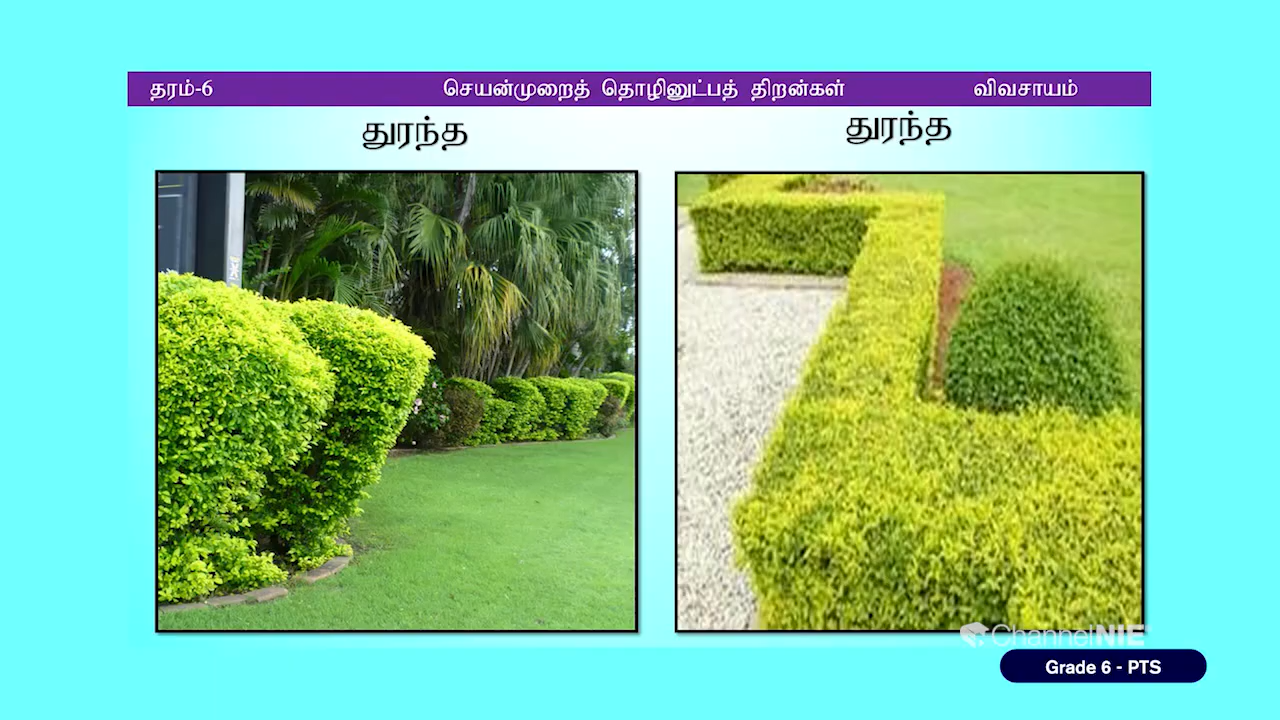 தரம்-6 செயன்முறைத் தொழினுட்பத் திறன்கள் விவசாயம்
துரந்த துரந்த
ChannelNIE
Grade 6 - PTS